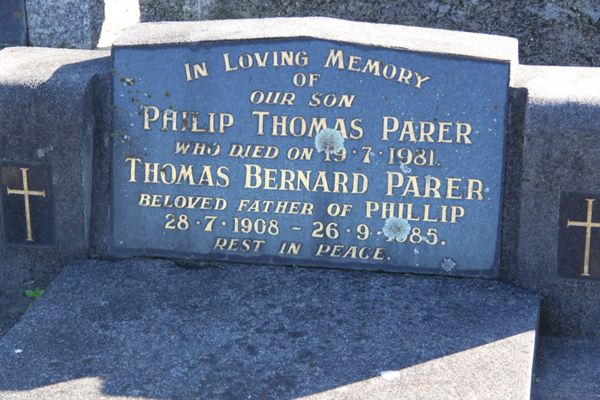 IN LOVING MEMORY
OF
OUR SON
PHILIP THOMAS PARER
WHO DIED ON 19·7·1981.
THOMAS BERNARD PARER
BELOVED FATHER OF PHILLIP
28·7·1908 - 26·9·1985.
REST IN PEACE.